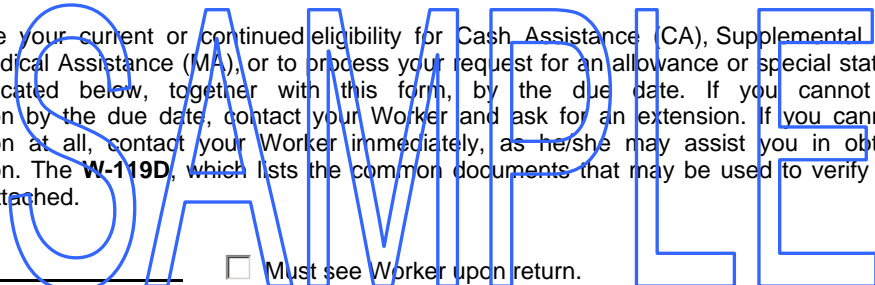 e your current or continued eligibility for Cash Assistance (CA), Supplemental
dical Assistance (MA), or to process your request for an allowance or special stat
cated below, together with this form, by the due date. If you cannot
on by the due date, contact your Worker and ask for an extension. If you cann
on at all, contact your Worker immediately, as he/she may assist you in obt
on. The W-119D, which lists the common documents that may be used to verify
ttached.
Must see Worker upon return.
SAMPLE